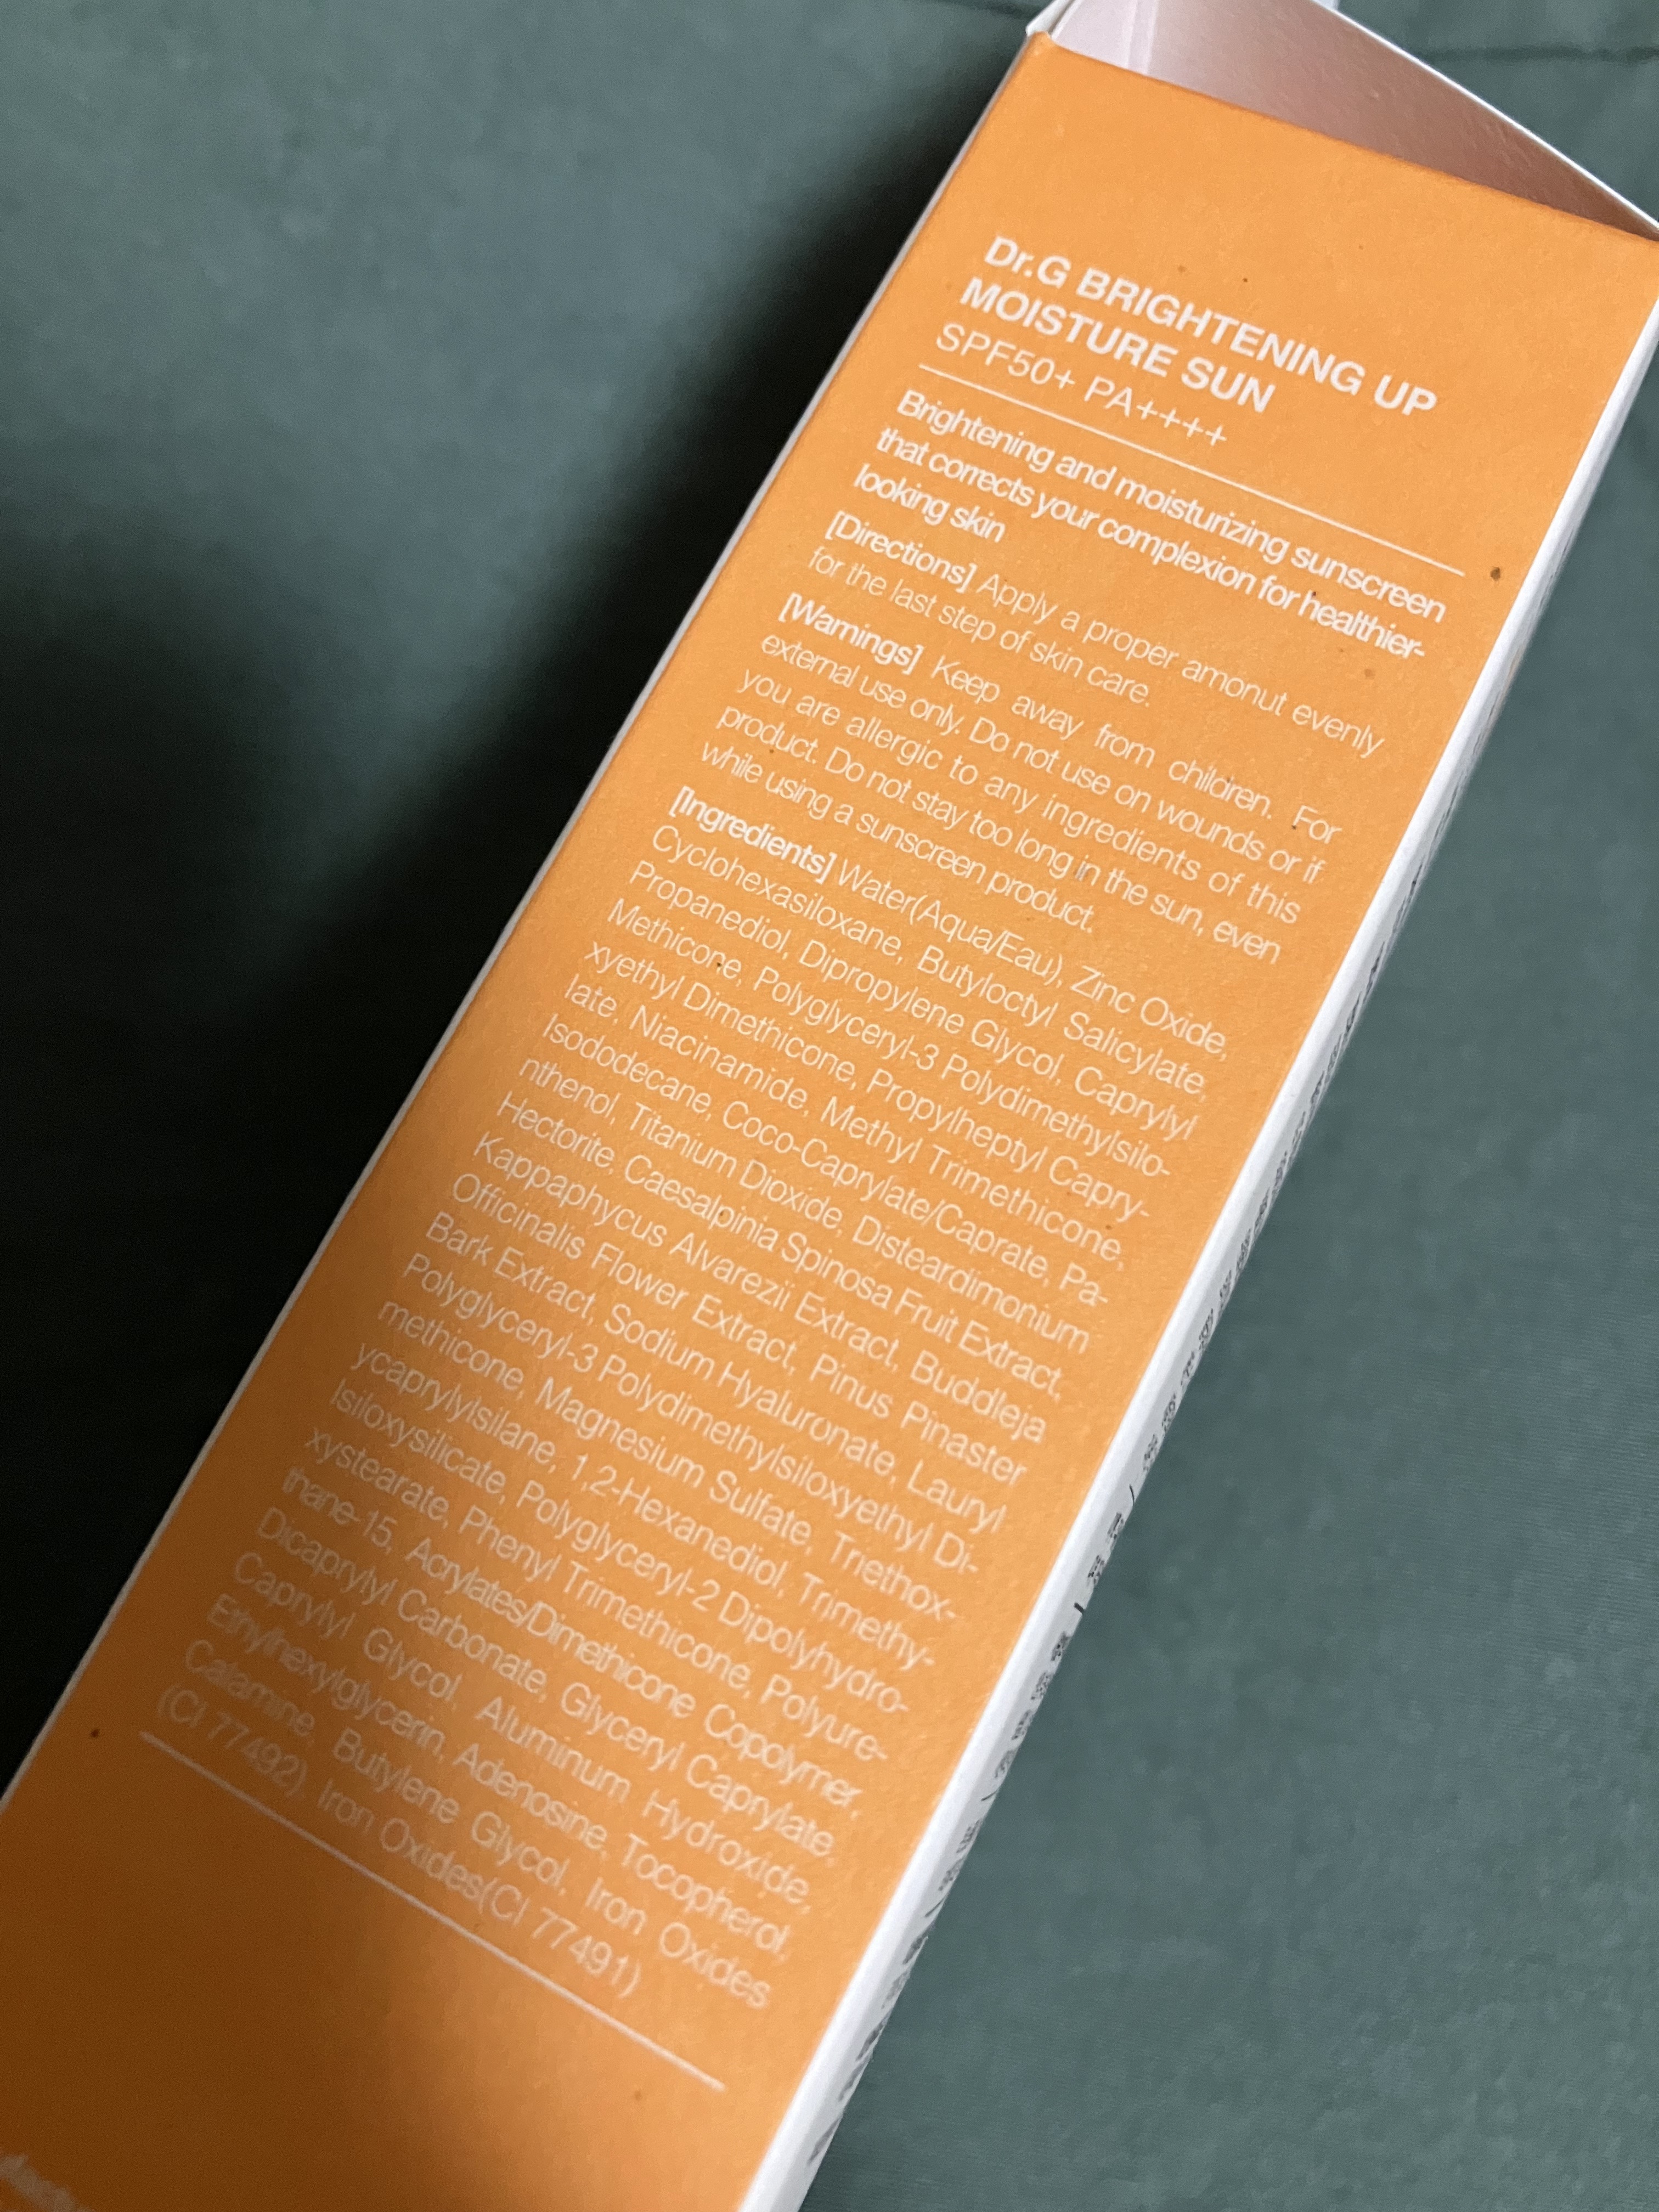 Dr.G BRIGHTENING UP
MOISTURE SUN
SPF50+ PA++++
Brightening and moisturizing sunscreen
that corrects your complexion for healthier-
looking skin
[Directions] Apply a proper amonut evenly
for the last step of skin care.
[Warnings] Keep away from children. For
external use only. Do not use on wounds or if
you are allergic to any ingredients of this
product. Do not stay too long in the sun, even
while using a sunscreen product.
[Ingredients] Water(Aqua/Eau), Zinc Oxide,
Cyclohexasiloxane, Butyloctyl Salicylate,
Propanediol, Dipropylene Glycol, Caprylyl
Methicone, Polyglyceryl-3 Polydimethylsilo-
xyethyl Dimethicone, Propylheptyl Capry-
late, Niacinamide, Methyl Trimethicone,
Isododecane, Coco-Caprylate/Caprate, Pa-
nthenol, Titanium Dioxide, Disteardimonium
Hectorite, Caesalpinia Spinosa Fruit Extract,
Kappaphycus Alvarezii Extract, Buddleja
Officinalis Flower Extract, Pinus Pinaster
Bark Extract, Sodium Hyaluronate, Lauryl
Polyglyceryl-3 Polydimethylsiloxyethyl Di-
methicone, Magnesium Sulfate, Triethox-
ycaprylylsilane, 1,2-Hexanediol, Trimethy-
lsiloxysilicate, Polyglyceryl-2 Dipolyhydro-
xystearate, Phenyl Trimethicone, Polyure-
thane-15, Acrylates/Dimethicone Copolymer,
Dicaprylyl Carbonate, Glyceryl Caprylate,
Caprylyl Glycol, Aluminum Hydroxide,
Ethylhexylglycerin, Adenosine, Tocopherol,
Calamine, Butylene Glycol, Iron Oxides
(CI 77492), Iron Oxides(CI 77491)